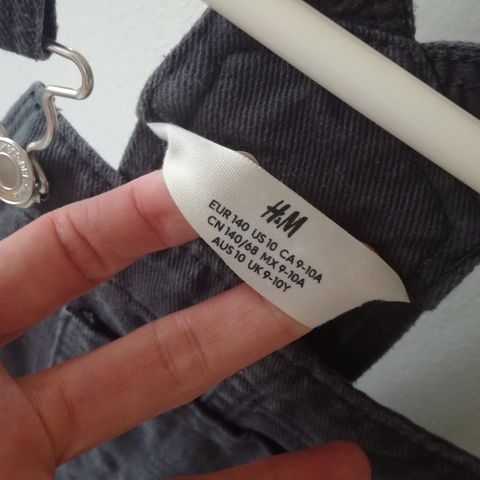 H&M
EUR 140 US 10 CA 9-10A
CN 140/68 MX 9-10A
AUS 10 UK 9-10Y